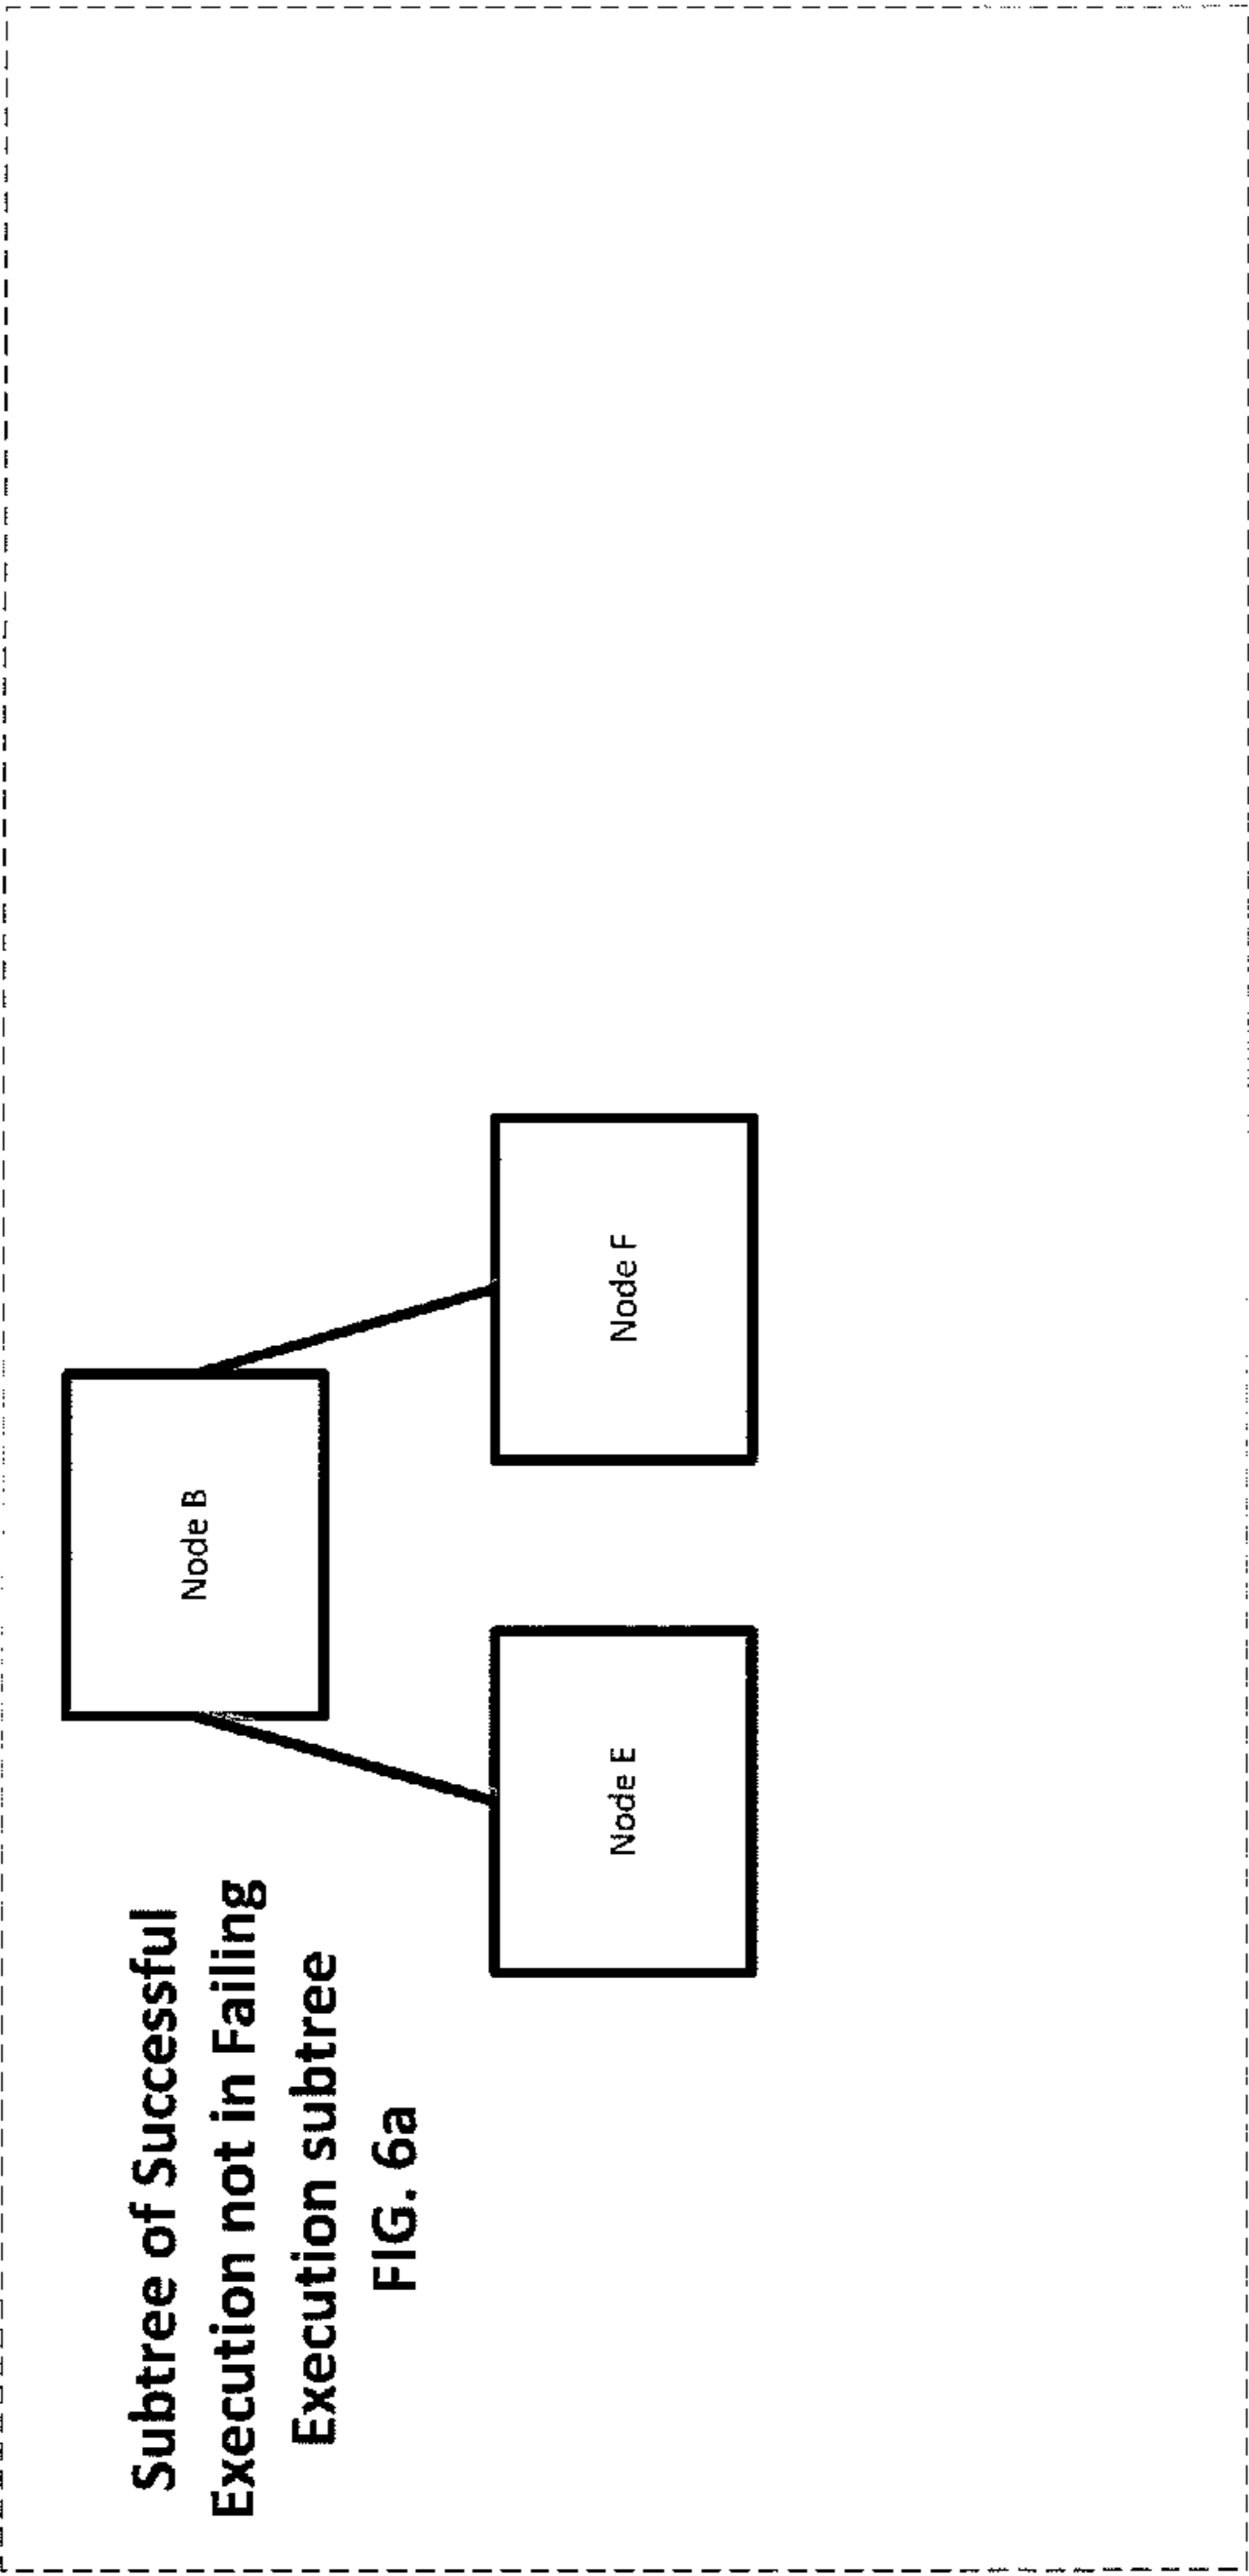 Subtree of Successful
Execution not in Failing
Execution subtree
FIG. 6a
Node B
Node E
Node F